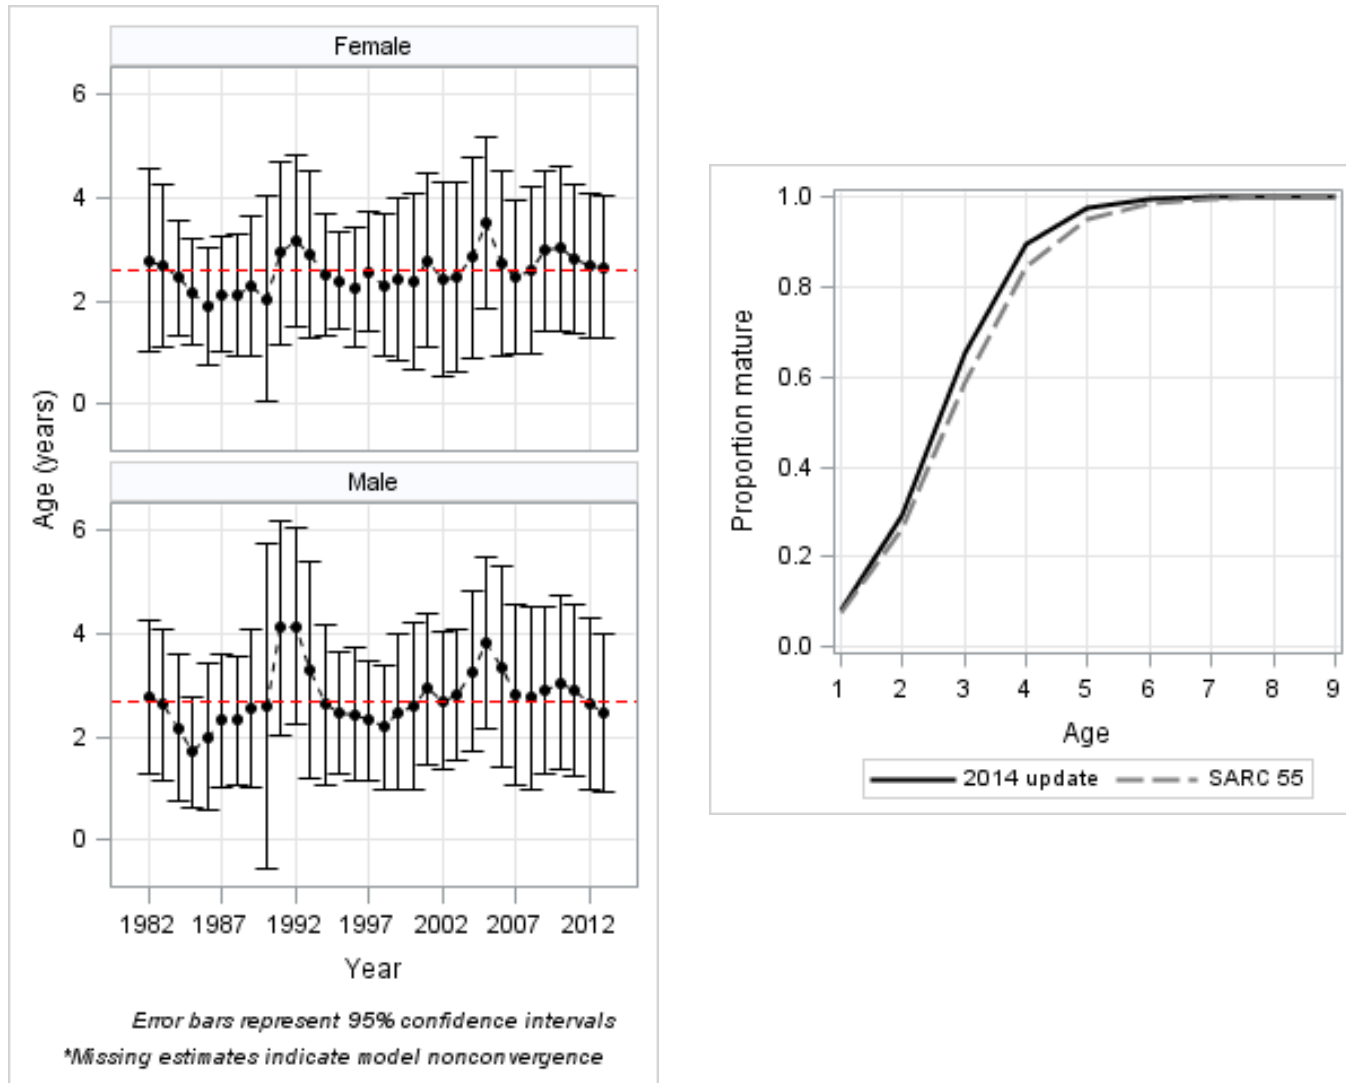 Female
6
4
2
0
Age (years)
Male
6
4
2
0
1982 1987 1992 1997 2002 2007 2012
Year
Error bars represent 95% confidence intervals
*Missing estimates indicate model nonconvergence
1.0
0.8
0.6
0.4
0.2
0.0
Proportion mature
1 2 3 4 5 6 7 8 9
Age
2014 update SARC 55